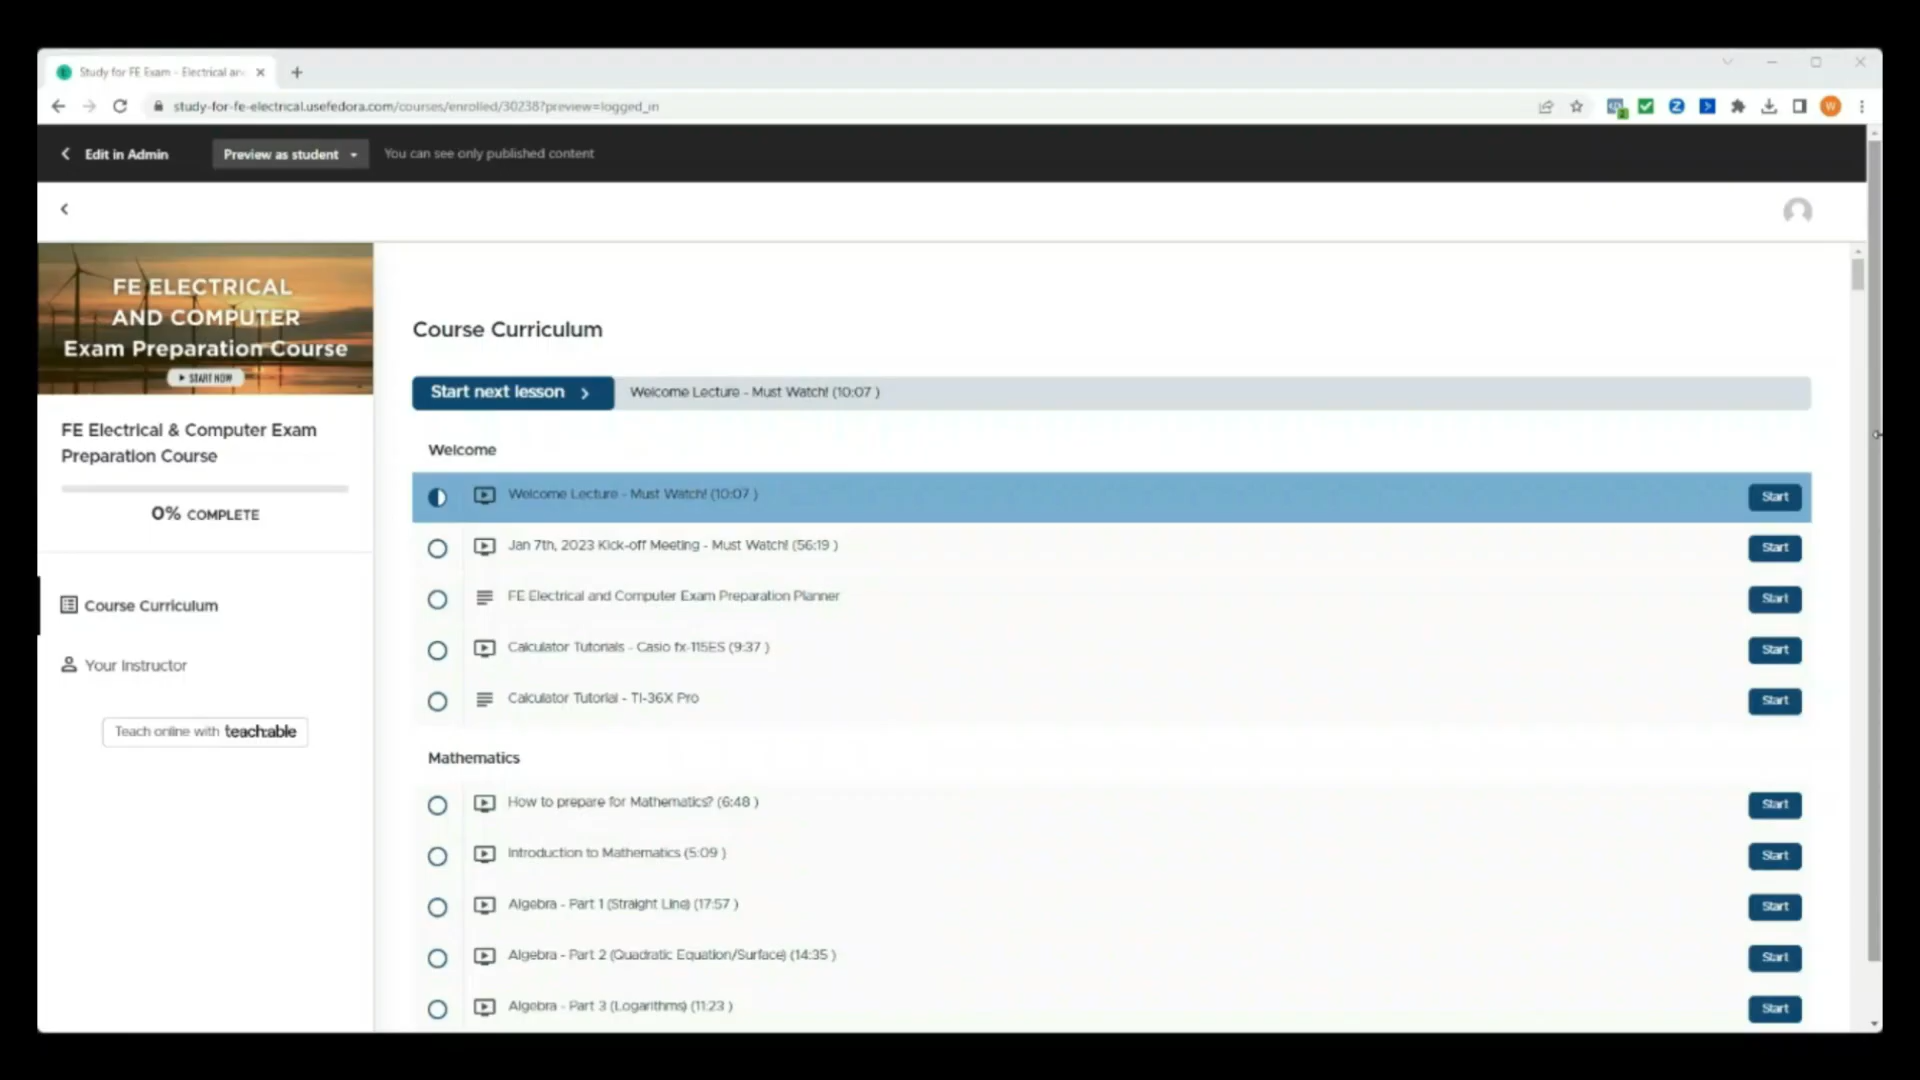 Study for FE Exam - Electrical an
study-for-fe-electrical.usefedora.com/courses/enrolled/30238?preview=logged_in
W
Edit in Admin
Preview as student
You can see only published content
FE ELECTRICAL
AND COMPUTER
Exam Preparation Course
START NOW
FE Electrical & Computer Exam
Preparation Course
0% COMPLETE
Course Curriculum
Your Instructor
Teach online with teach:able
Course Curriculum
Start next lesson
Welcome Lecture - Must Watch! (10:07 )
Welcome
Welcome Lecture - Must Watch! (10:07 )
Start
Jan 7th, 2023 Kick-off Meeting - Must Watch! (56:19 )
Start
FE Electrical and Computer Exam Preparation Planner
Start
Calculator Tutorials - Casio fx-115ES (9:37 )
Start
Calculator Tutorial - TI-36X Pro
Start
Mathematics
How to prepare for Mathematics? (6:48 )
Start
Introduction to Mathematics (5:09 )
Start
Algebra - Part 1 (Straight Line) (17:57 )
Start
Algebra - Part 2 (Quadratic Equation/Surface) (14:35 )
Start
Algebra - Part 3 (Logarithms) (11:23 )
Start